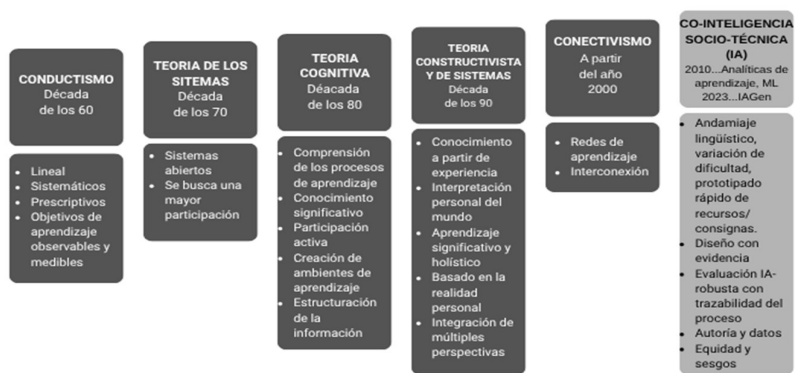 CONDUCTISMO
Década
de los 60
• Lineal
• Sistemáticos
• Prescriptivos
• Objetivos de
aprendizaje
observables y
medibles
TEORIA DE LOS
SITEMAS
Década
de los 70
• Sistemas
abiertos
• Se busca una
mayor
participación
TEORIA
COGNITIVA
Déacada
de los 80
• Comprensión
de los procesos
de aprendizaje
• Conocimiento
significativo
• Participación
activa
• Creación de
ambientes de
aprendizaje
• Estructuración
de la
información
TEORIA
CONSTRUCTIVISTA
Y DE SISTEMAS
Década
de los 90
• Conocimiento
a partir de
experiencia
• Interpretación
personal del
mundo
• Aprendizaje
significativo y
holístico
• Basado en la
realidad
personal
• Integración de
múltiples
perspectivas
CONECTIVISMO
A partir
del año
2000
• Redes de
aprendizaje
• Interconexión
CO-INTELIGENCIA
SOCIO-TÉCNICA
(IA)
2010...Analíticas de
aprendizaje, ML
2023...IAGen
• Andamiaje
lingüístico,
variación de
dificultad,
prototipado
rápido de
recursos/
consignas.
• Diseño con
evidencia
• Evaluación IA-
robusta con
trazabilidad del
proceso
• Autoría y datos
• Equidad y
sesgos